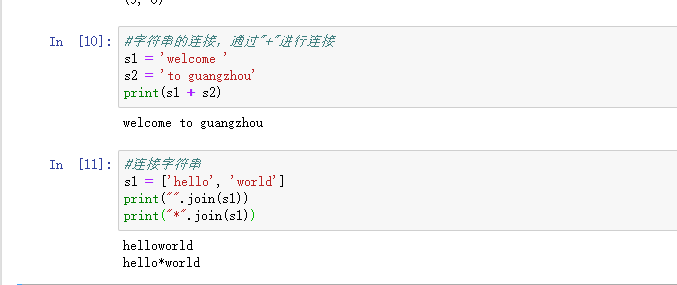 In [10]: #字符串的连接，通过"+"进行连接
s1 = 'welcome '
s2 = 'to guangzhou'
print(s1 + s2)
welcome to guangzhou
In [11]: #连接字符串
s1 = ['hello', 'world']
print("".join(s1))
print("*".join(s1))
helloworld
hello*world